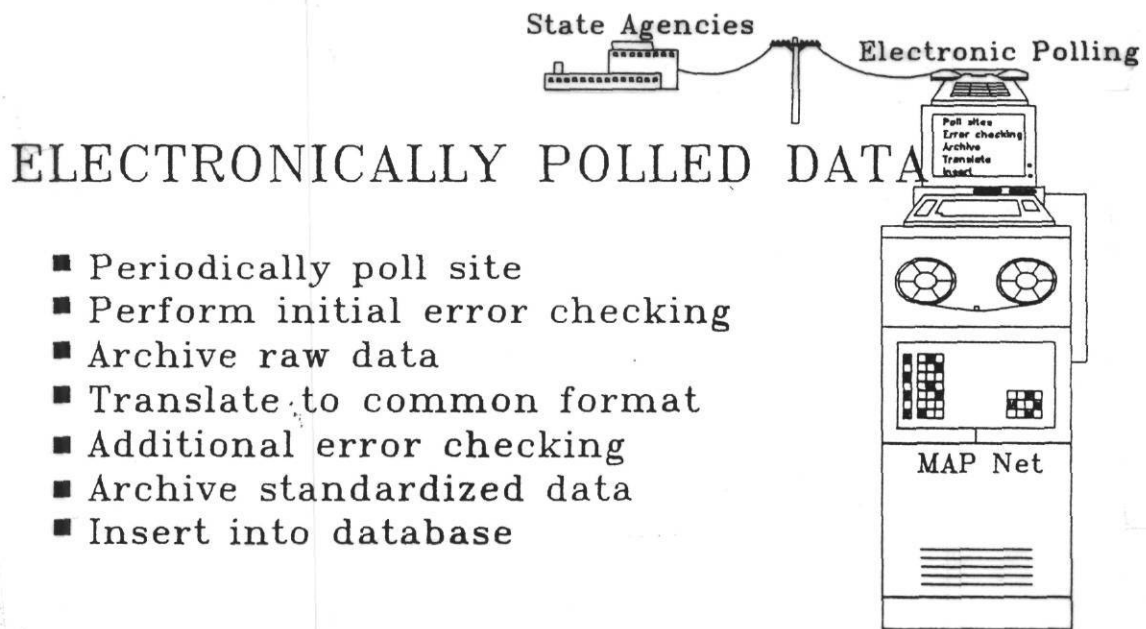 State Agencies
Electronic Polling
Poll sites
Error checking
Archive
Translate
Insert
ELECTRONICALLY POLLED DATA
■ Periodically poll site
■ Perform initial error checking
■ Archive raw data
■ Translate to common format
■ Additional error checking
■ Archive standardized data
■ Insert into database
MAP Net